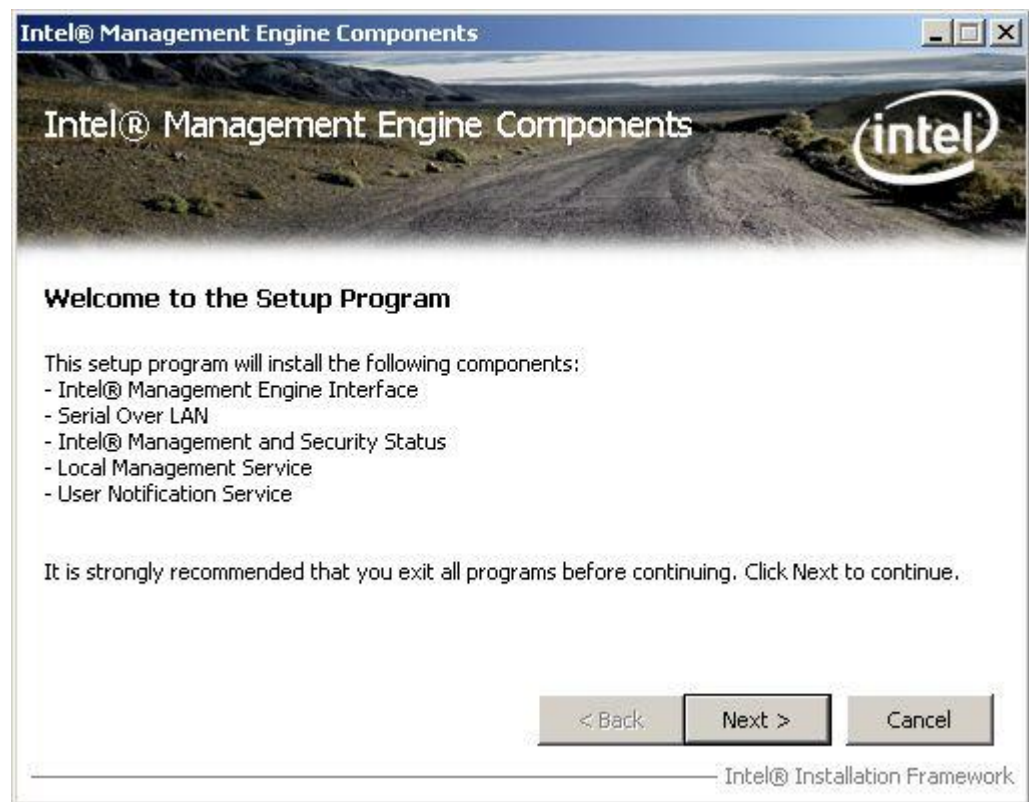 Intel® Management Engine Components
Intel® Management Engine Components
intel
Welcome to the Setup Program
This setup program will install the following components:
- Intel® Management Engine Interface
- Serial Over LAN
- Intel® Management and Security Status
- Local Management Service
- User Notification Service
It is strongly recommended that you exit all programs before continuing. Click Next to continue.
< Back
Next >
Cancel
Intel® Installation Framework